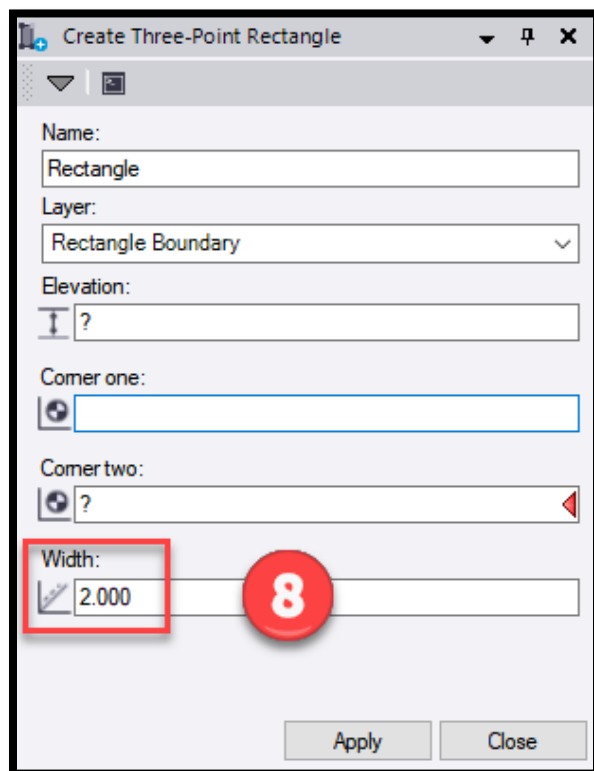 Create Three-Point Rectangle
Name:
Rectangle
Layer:
Rectangle Boundary
Elevation:
?
Corner one:
Corner two:
?
Width:
2.000
8
Apply Close